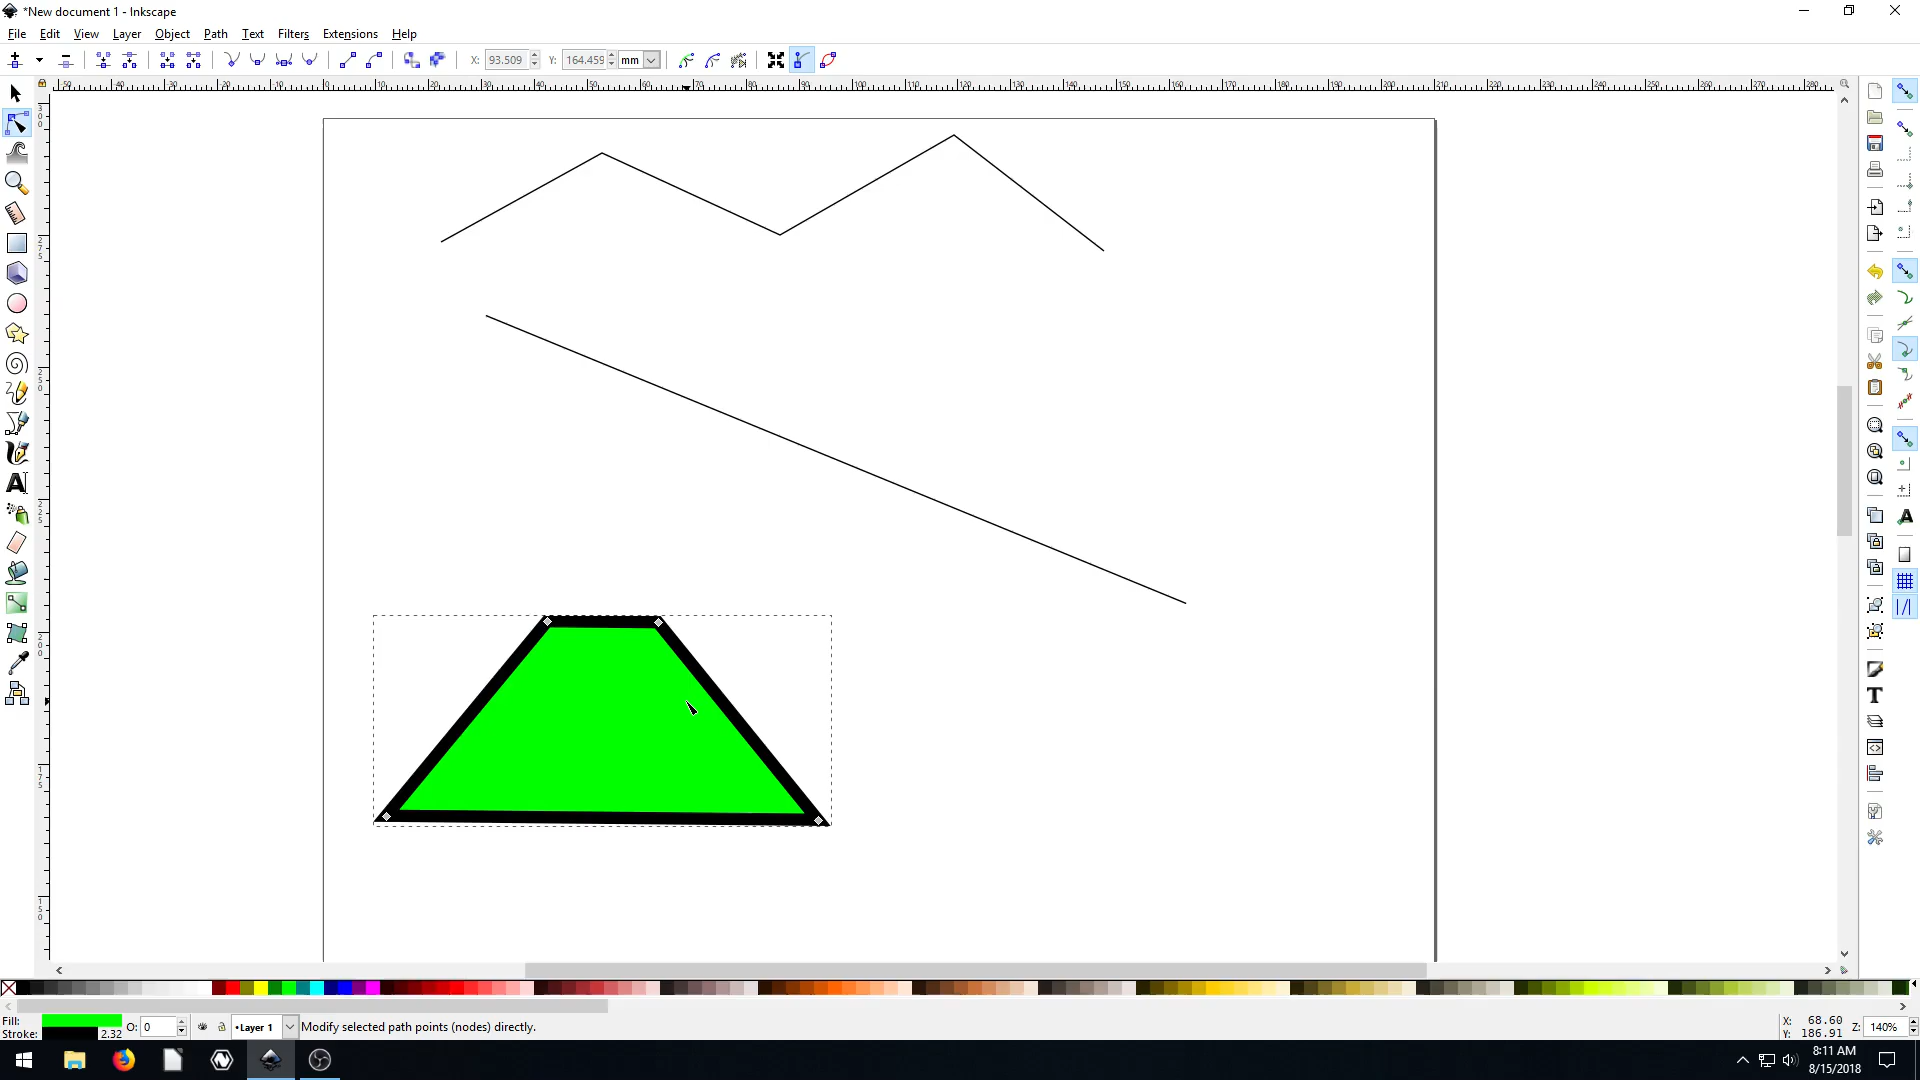 *New document 1 - Inkscape
File Edit View Layer Object Path Text Filters Extensions Help
X: 93.509 Y: 164.459 mm
Fill:
Stroke: 2.32 O: 0 •Layer 1 Modify selected path points (nodes) directly.
X: 68.60
Y: 186.91 Z: 140%
8:11 AM
8/15/2018